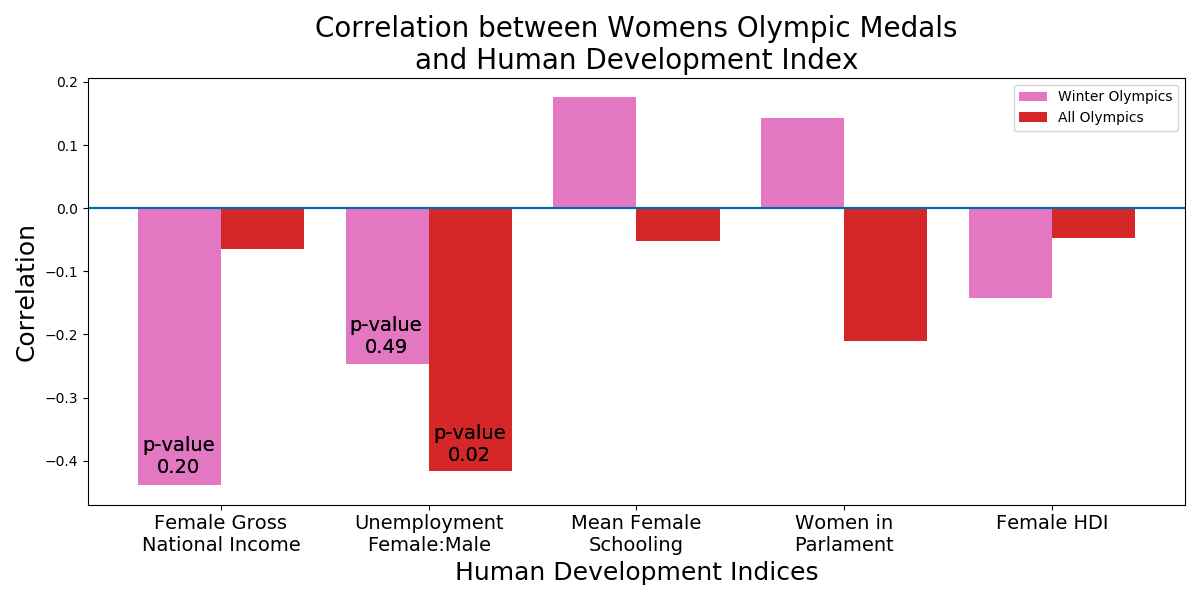 Correlation between Womens Olympic Medals
and Human Development Index
Winter Olympics
All Olympics
Correlation
0.2
0.1
0.0
−0.1
−0.2
−0.3
−0.4
p-value
0.20
p-value
0.49
p-value
0.02
Female Gross
National Income
Unemployment
Female:Male
Mean Female
Schooling
Women in
Parlament
Female HDI
Human Development Indices